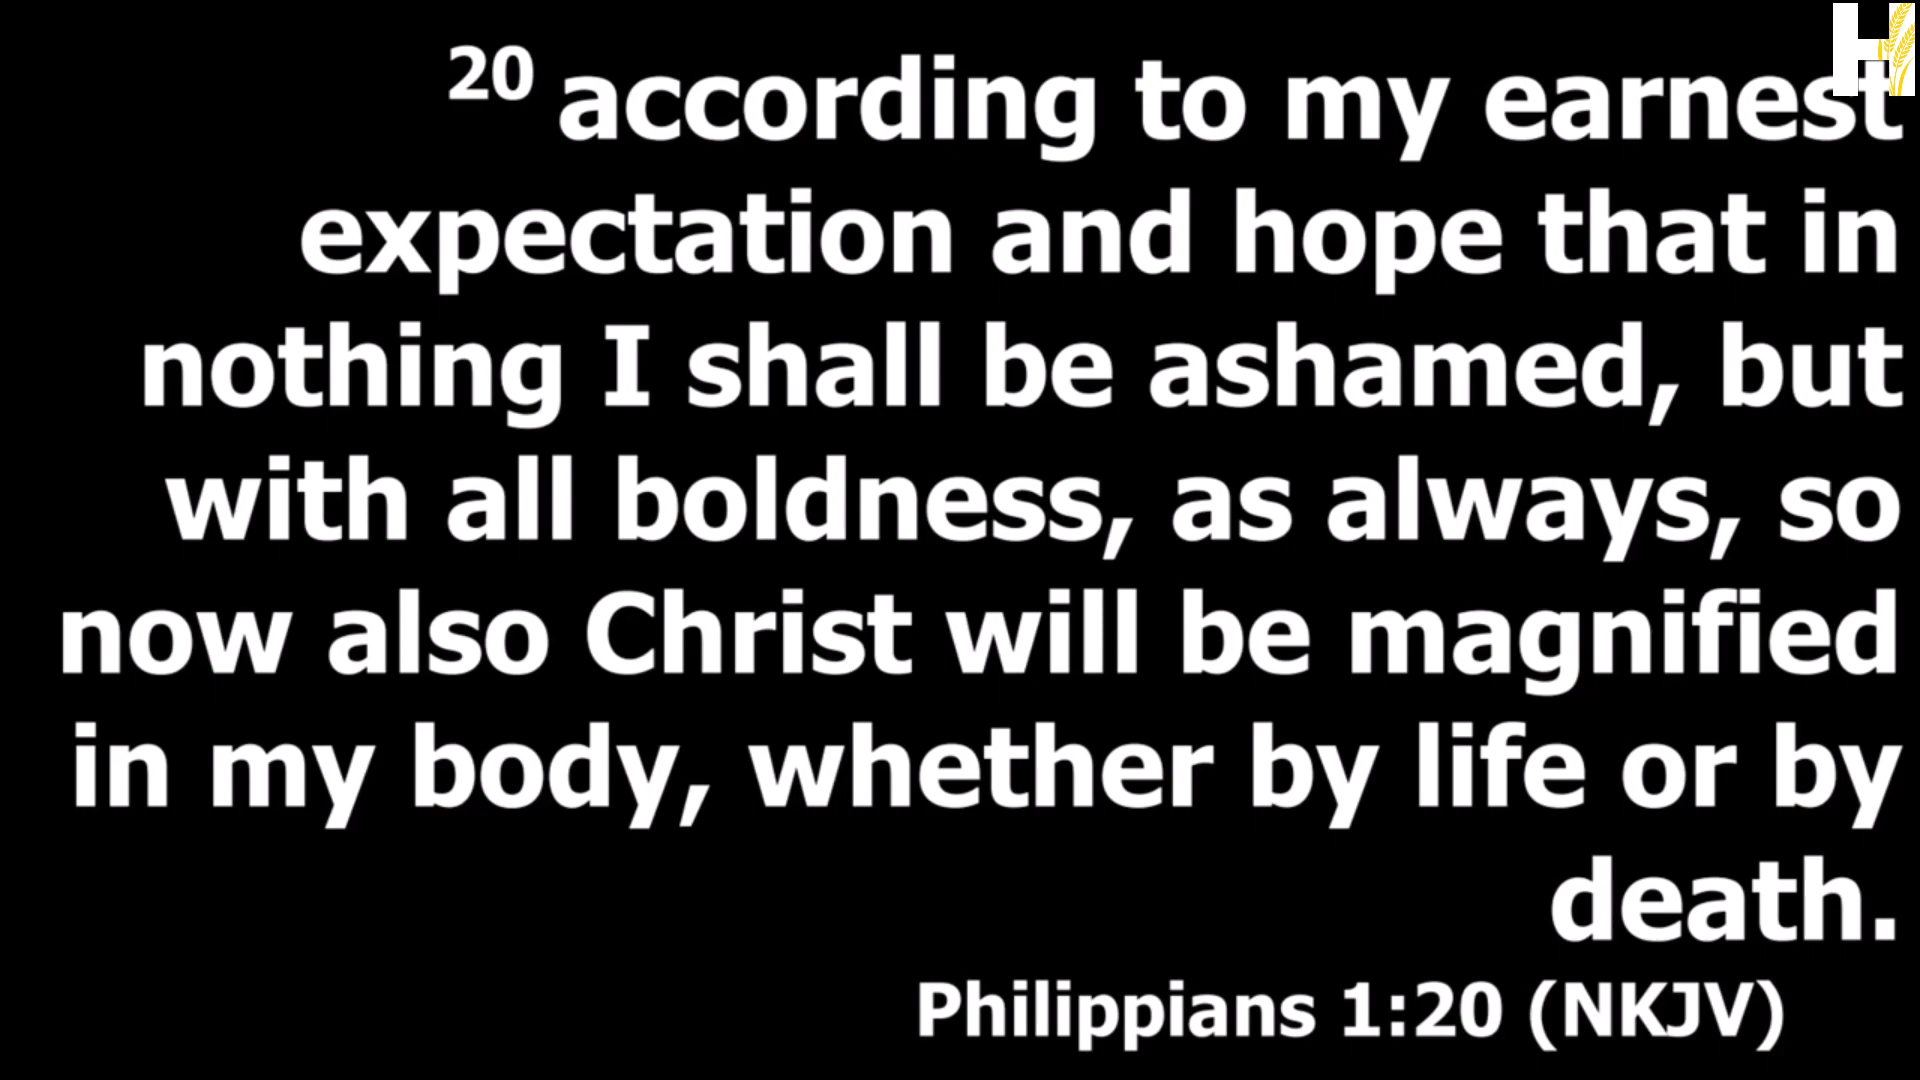 20 according to my earnest
expectation and hope that in
nothing I shall be ashamed, but
with all boldness, as always, so
now also Christ will be magnified
in my body, whether by life or by
death.
Philippians 1:20 (NKJV)
H